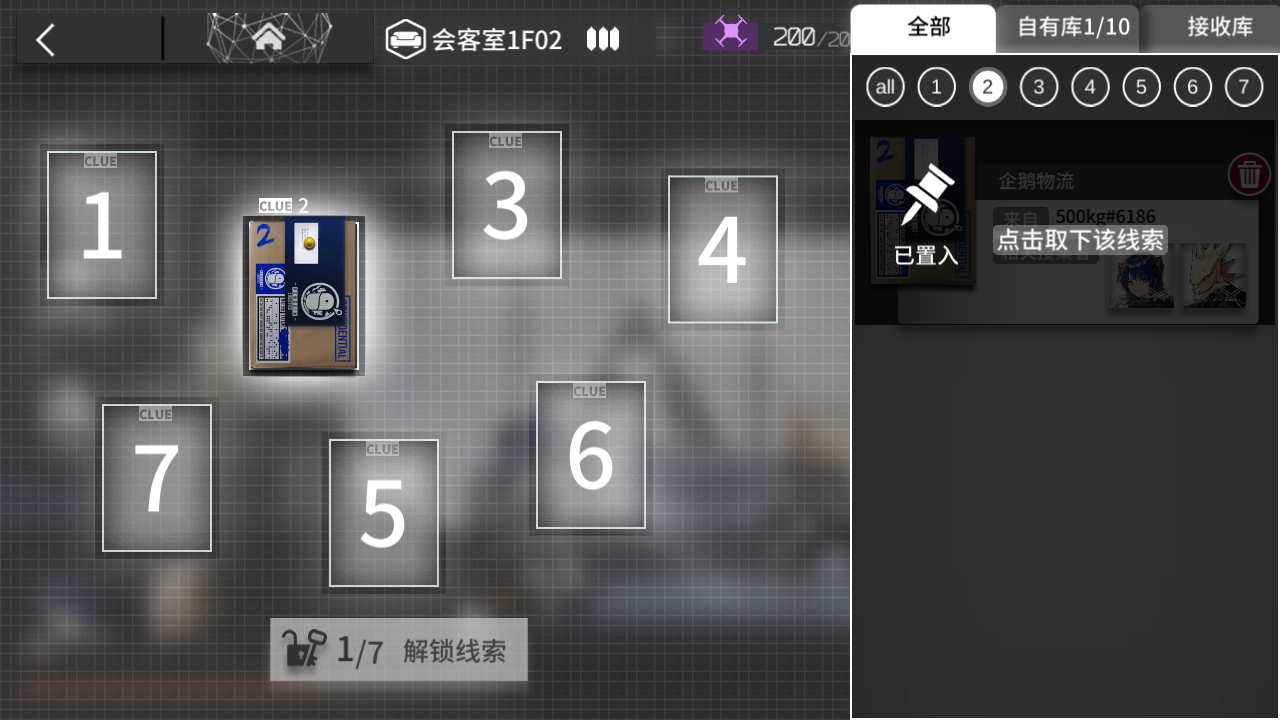 会客室1F02
200/20
全部
自有库1/10
接收库
all 1 2 3 4 5 6 7
CLUE
1
CLUE 2
2
CLUE
3
CLUE
4
CLUE
7
CLUE
5
CLUE
6
2
企鹅物流
来自 500kg#6186
点击取下该线索
已置入
1/7 解锁线索